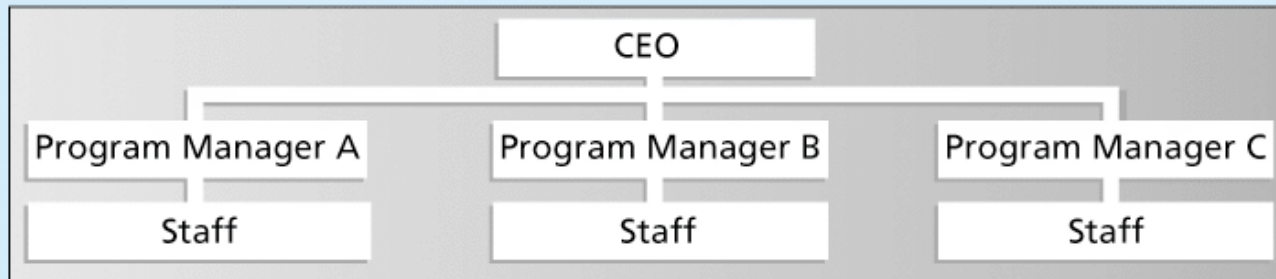 CEO
Program Manager A
Program Manager B
Program Manager C
Staff
Staff
Staff